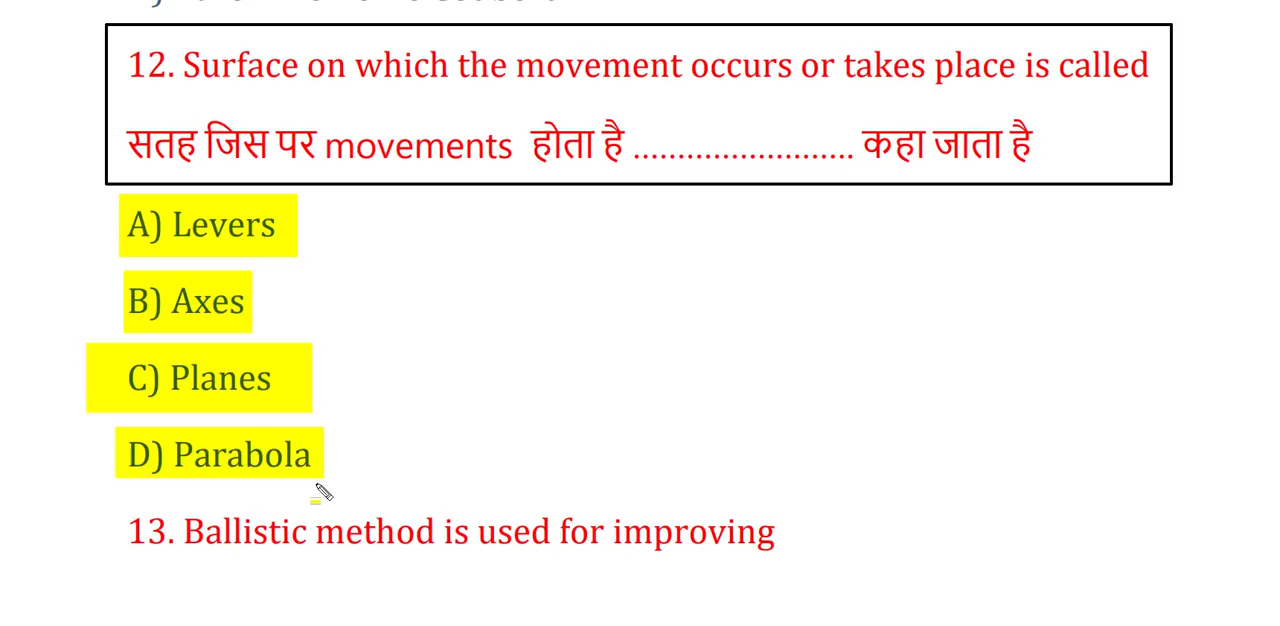 12. Surface on which the movement occurs or takes place is called
सतह जिस पर movements होता है ......................... कहा जाता है
A) Levers
B) Axes
C) Planes
D) Parabola
13. Ballistic method is used for improving